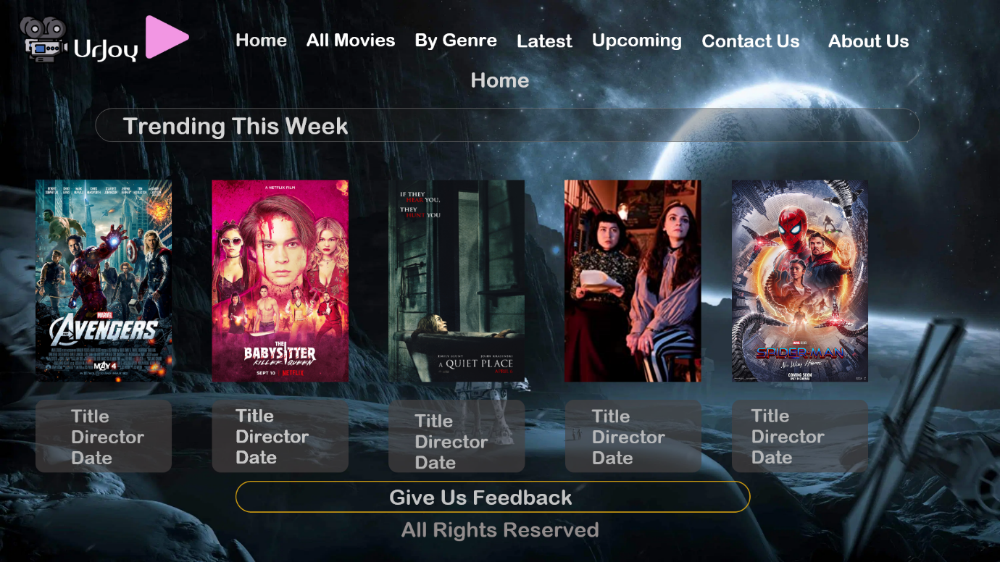 UrJoy
Home All Movies By Genre Latest Upcoming Contact Us About Us
Home
Trending This Week
MARVEL
AVENGERS
MAY 4
A NETFLIX FILM
THE
BABYSITTER
KILLER QUEEN
SEPT 10 | NETFLIX
IF THEY
HEAR YOU,
THEY
HUNT YOU
EMILY BLUNT JOHN KRASINSKI
A QUIET PLACE
APRIL 6
SPIDER-MAN
No Way Home
COMING SOON
Title
Director
Date
Title
Director
Date
Title
Director
Date
Title
Director
Date
Title
Director
Date
Give Us Feedback
All Rights Reserved